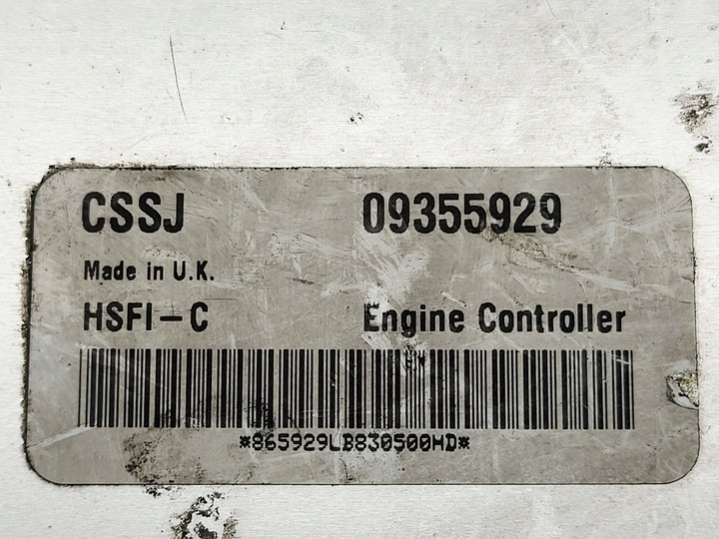 CSSJ 09355929
Made in U.K.
HSFI-C Engine Controller
*865929LB830500HD*